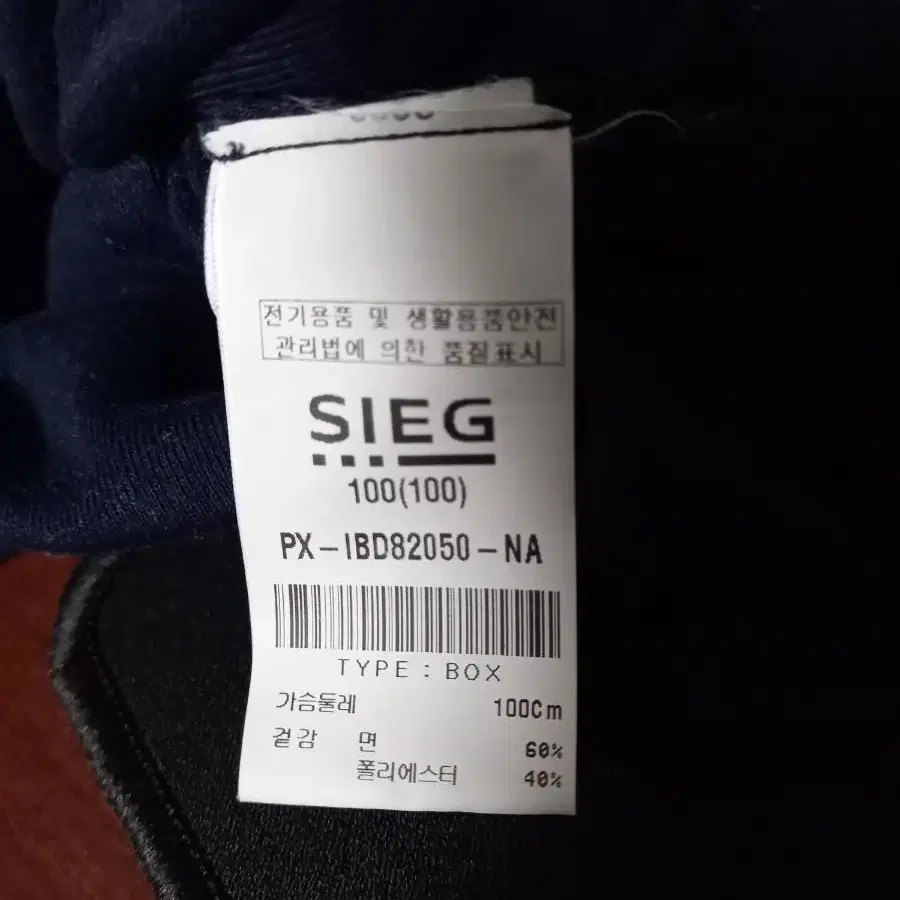 전기용품 및 생활용품안전
관리법에 의한 품질표시
SIEG
100(100)
PX-IBD82050-NA
TYPE : BOX
가슴둘레 100Cm
겉감 면 60%
폴리에스터 40%